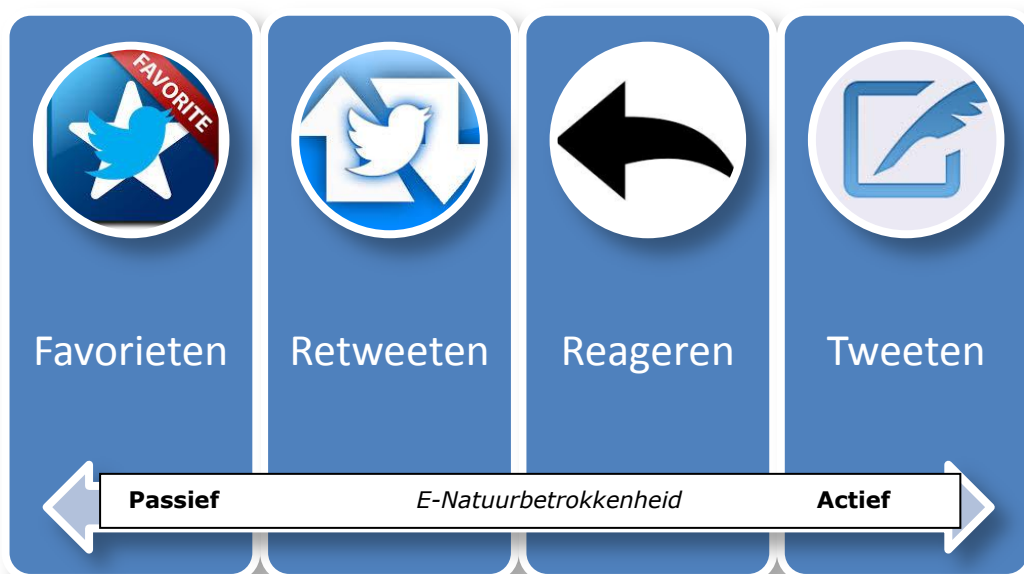 FAVORITE
Favorieten
Retweeten
Reageren
Tweeten
Passief E-Natuurbetrokkenheid Actief